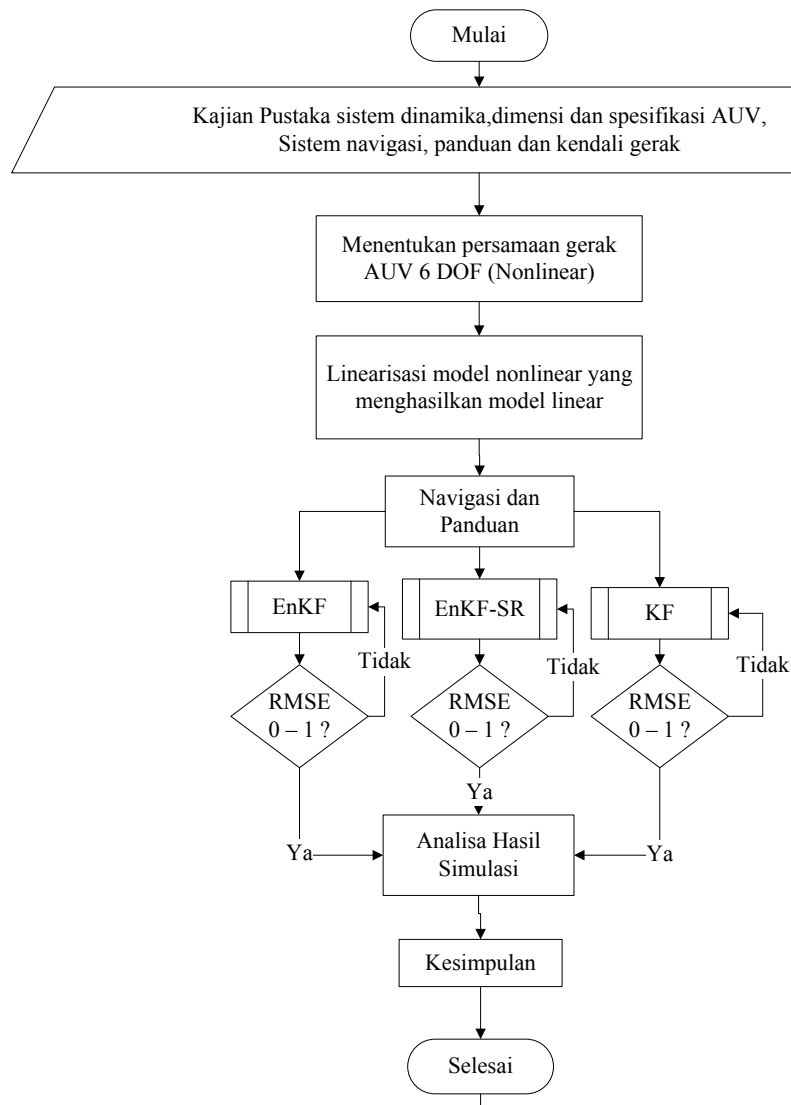 Mulai
Kajian Pustaka sistem dinamika,dimensi dan spesifikasi AUV,
Sistem navigasi, panduan dan kendali gerak
Menentukan persamaan gerak
AUV 6 DOF (Nonlinear)
Linearisasi model nonlinear yang
menghasilkan model linear
Navigasi dan
Panduan
EnKF
EnKF-SR
KF
Tidak
Tidak
Tidak
RMSE
0 – 1 ?
RMSE
0 – 1 ?
RMSE
0 – 1 ?
Ya
Ya
Ya
Analisa Hasil
Simulasi
Kesimpulan
Selesai